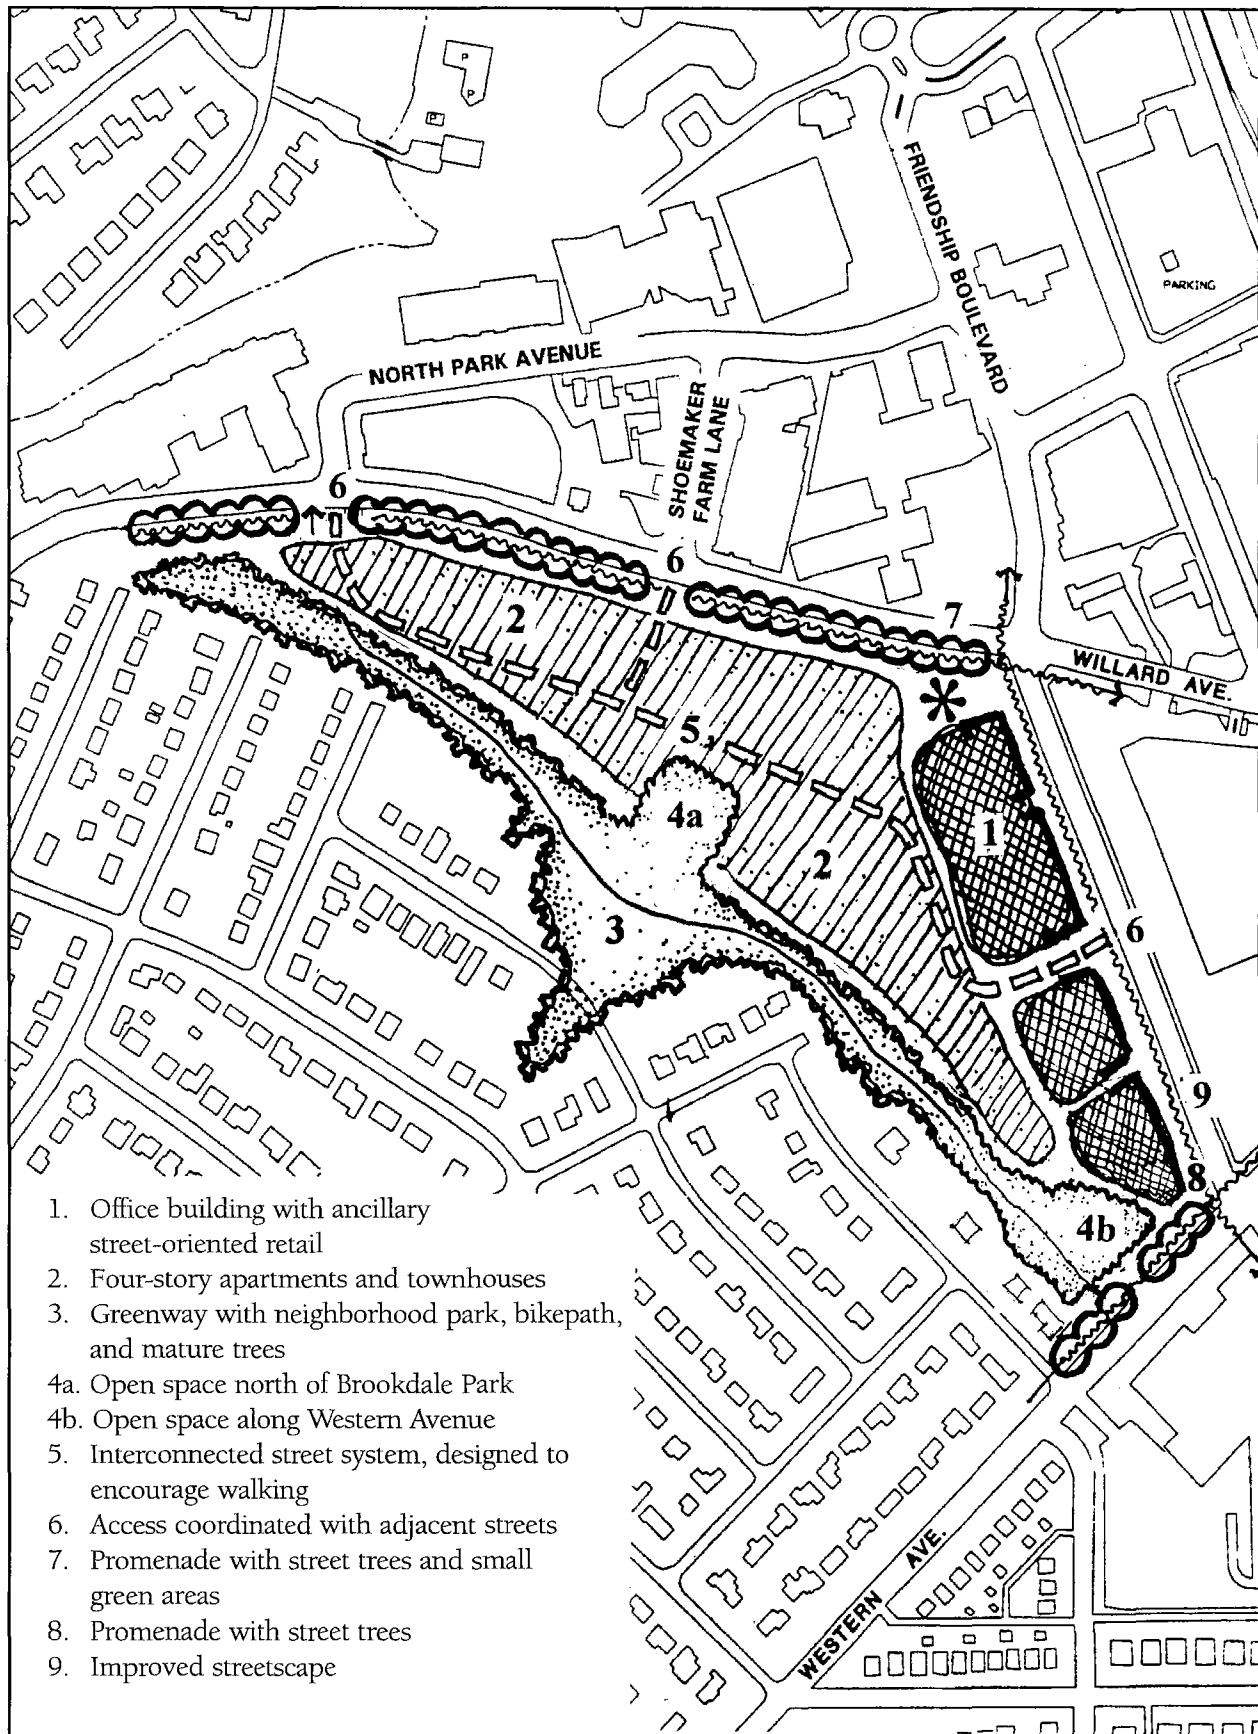 P
P
P
FRIENDSHIP BOULEVARD
PARKING
NORTH PARK AVENUE
SHOEMAKER
FARM LANE
6
6
7
2
WILLARD AVE.
5
4a
1
2
3
6
9
8
4b
1. Office building with ancillary
street-oriented retail
2. Four-story apartments and townhouses
3. Greenway with neighborhood park, bikepath,
and mature trees
4a. Open space north of Brookdale Park
4b. Open space along Western Avenue
5. Interconnected street system, designed to
encourage walking
6. Access coordinated with adjacent streets
7. Promenade with street trees and small
green areas
8. Promenade with street trees
9. Improved streetscape
WESTERN AVE.